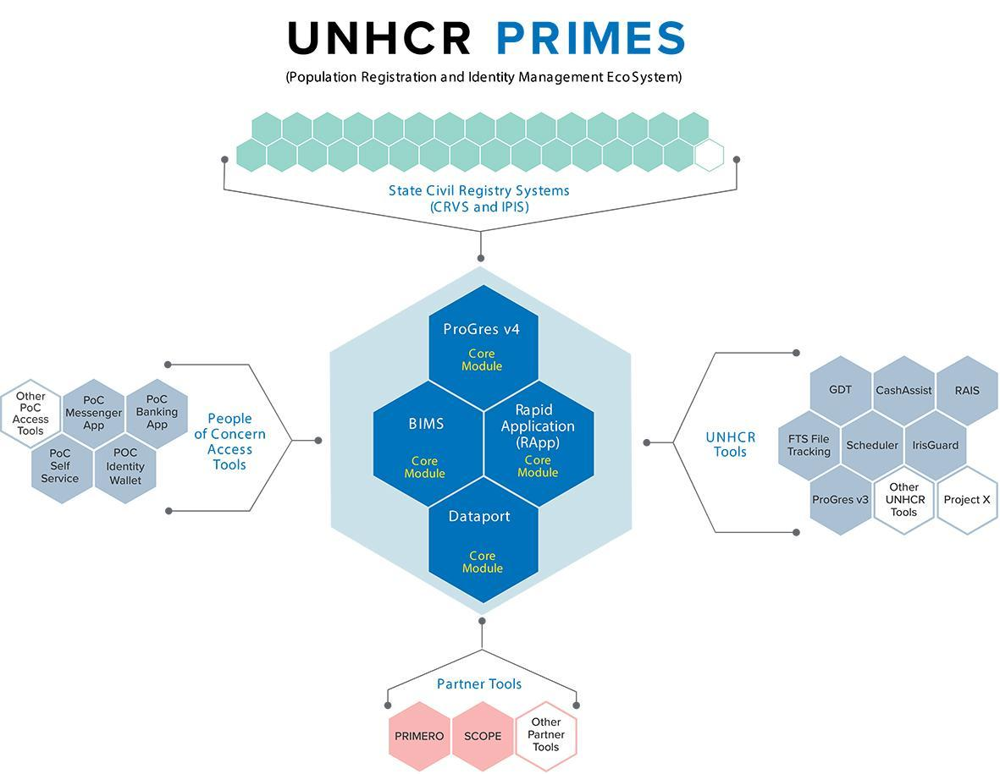 UNHCR PRIMES
(Population Registration and Identity Management EcoSystem)
State Civil Registry Systems
(CRVS and IPIS)
ProGres v4
Core
Module
BIMS
Core
Module
Rapid
Application
(RApp)
Core
Module
Dataport
Core
Module
Other
PoC
Access
Tools
PoC
Messenger
App
PoC
Banking
App
PoC
Self
Service
POC
Identity
Wallet
People
of Concern
Access
Tools
UNHCR
Tools
GDT
CashAssist
RAIS
FTS File
Tracking
Scheduler
IrisGuard
ProGres v3
Other
UNHCR
Tools
Project X
Partner Tools
PRIMERO
SCOPE
Other
Partner
Tools